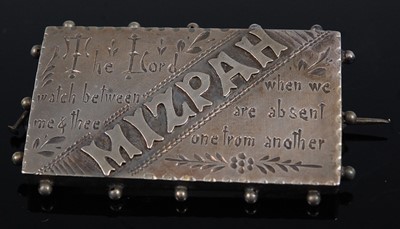 The Lord
watch between
me & thee
MIZPAH
when we
are absent
one from another